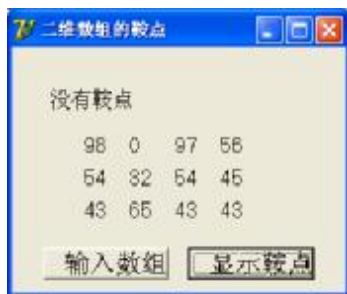 二维数组的鞍点
没有鞍点
98 0 97 56
54 32 54 45
43 65 43 43
输入数组 显示鞍点